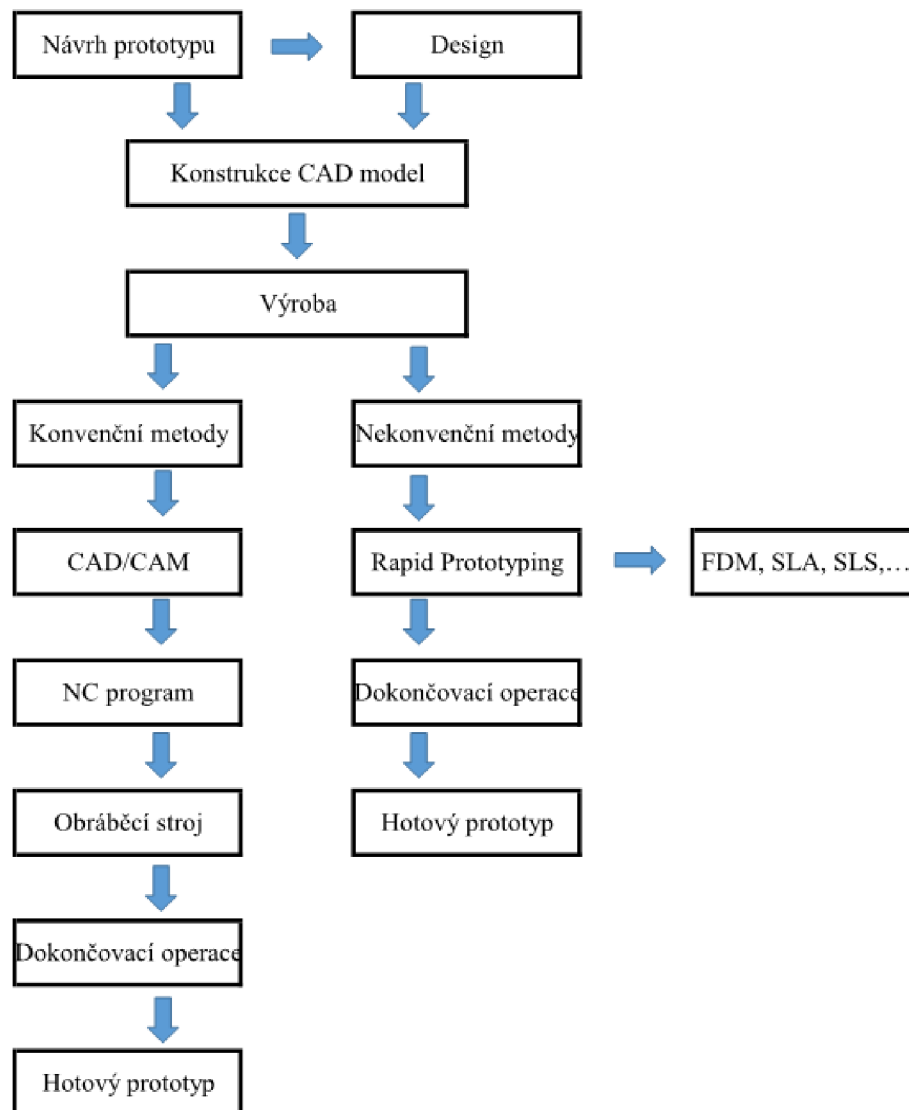 Návrh prototypu
Design
Konstrukce CAD model
Výroba
Konvenční metody
Nekonvenční metody
CAD/CAM
Rapid Prototyping
FDM, SLA, SLS,…
NC program
Dokončovací operace
Obráběcí stroj
Hotový prototyp
Dokončovací operace
Hotový prototyp